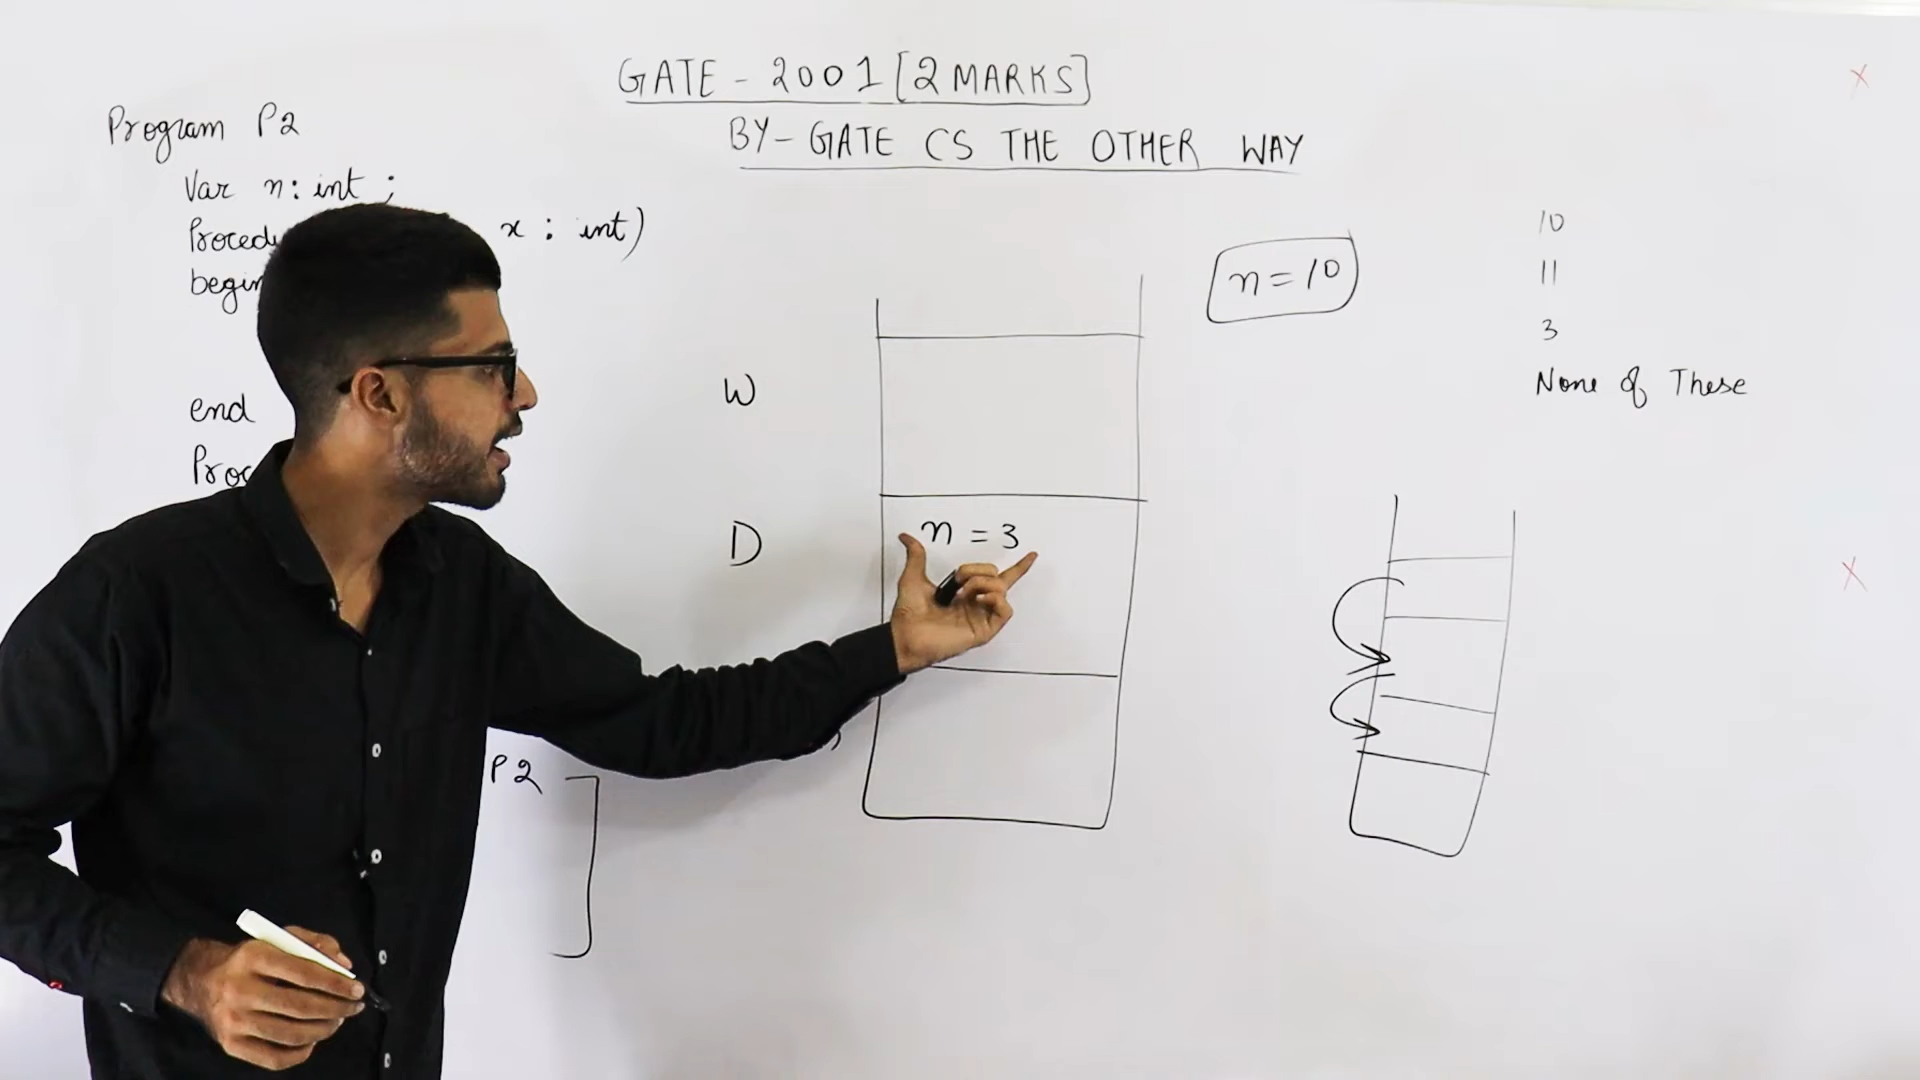 GATE - 2001 [2 MARKS]
BY - GATE CS THE OTHER WAY
Program P2
Var n: int ;
x : int)
begin
end
P2
W
D
n = 3
n = 10
10
11
3
None of These